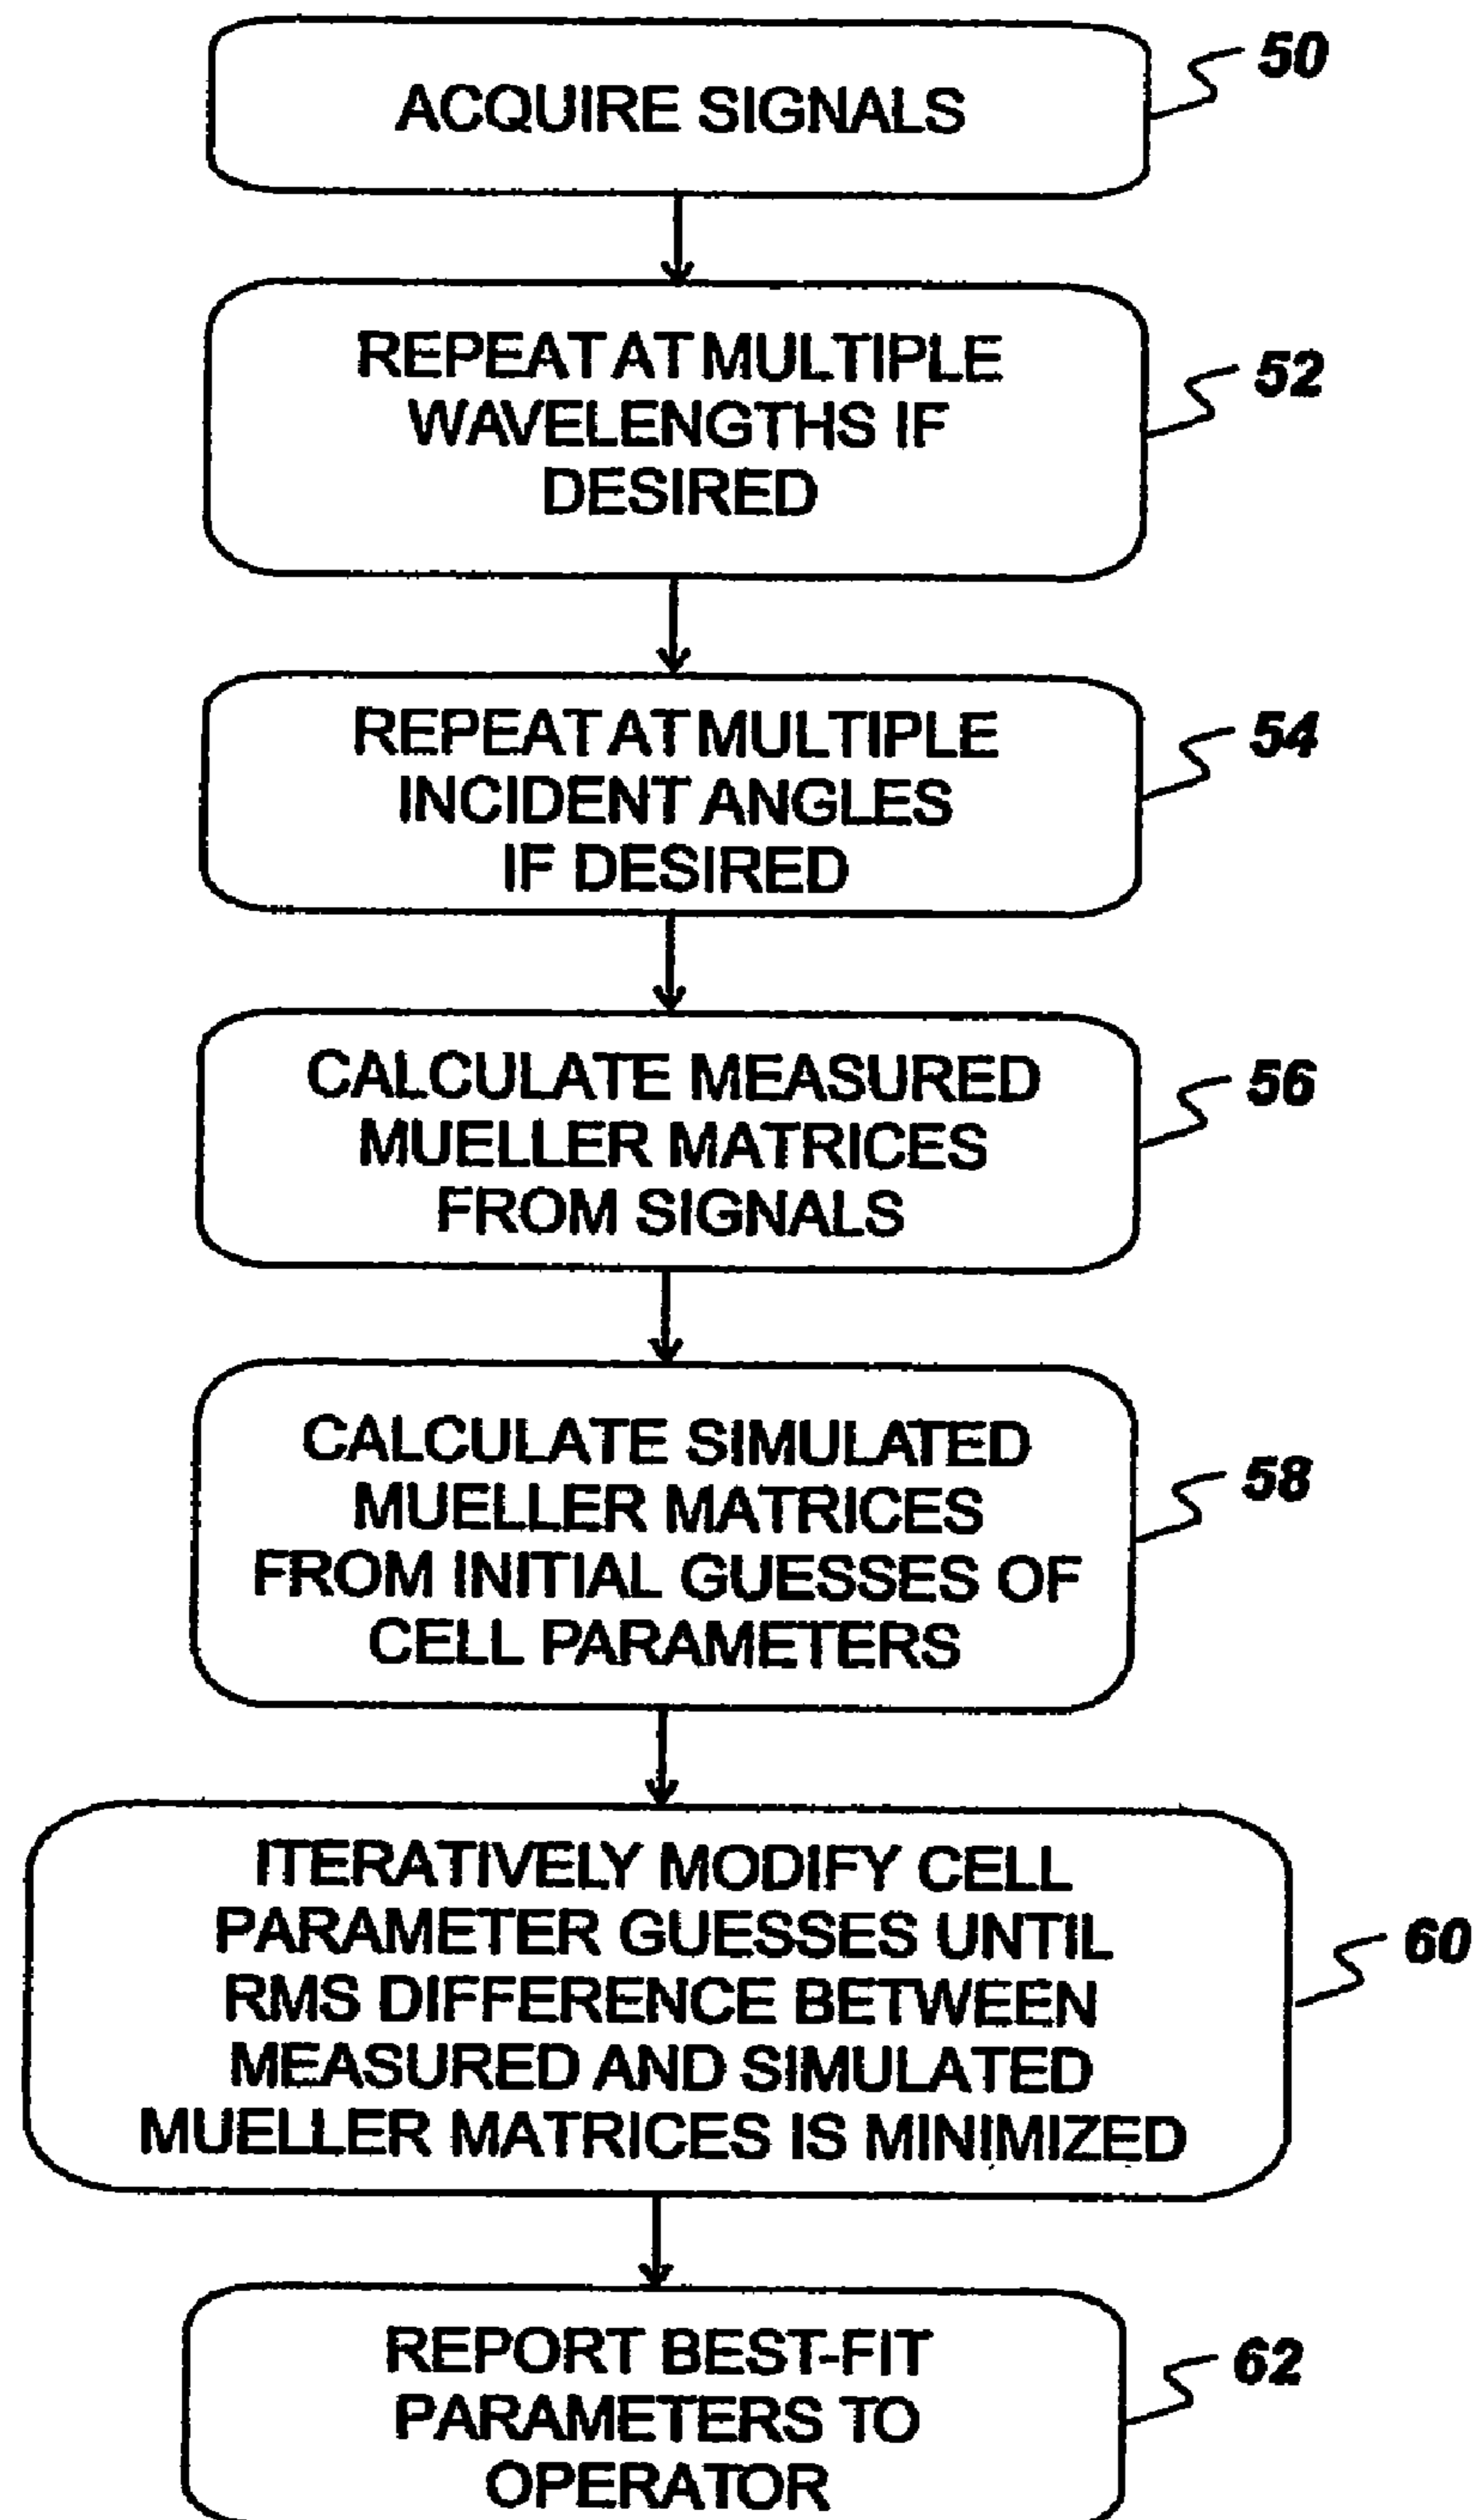 ACQUIRE SIGNALS
50
REPEAT AT MULTIPLE
WAVELENGTHS IF
DESIRED
52
REPEAT AT MULTIPLE
INCIDENT ANGLES
IF DESIRED
54
CALCULATE MEASURED
MUELLER MATRICES
FROM SIGNALS
56
CALCULATE SIMULATED
MUELLER MATRICES
FROM INITIAL GUESSES OF
CELL PARAMETERS
58
ITERATIVELY MODIFY CELL
PARAMETER GUESSES UNTIL
RMS DIFFERENCE BETWEEN
MEASURED AND SIMULATED
MUELLER MATRICES IS MINIMIZED
60
REPORT BEST-FIT
PARAMETERS TO
OPERATOR
62